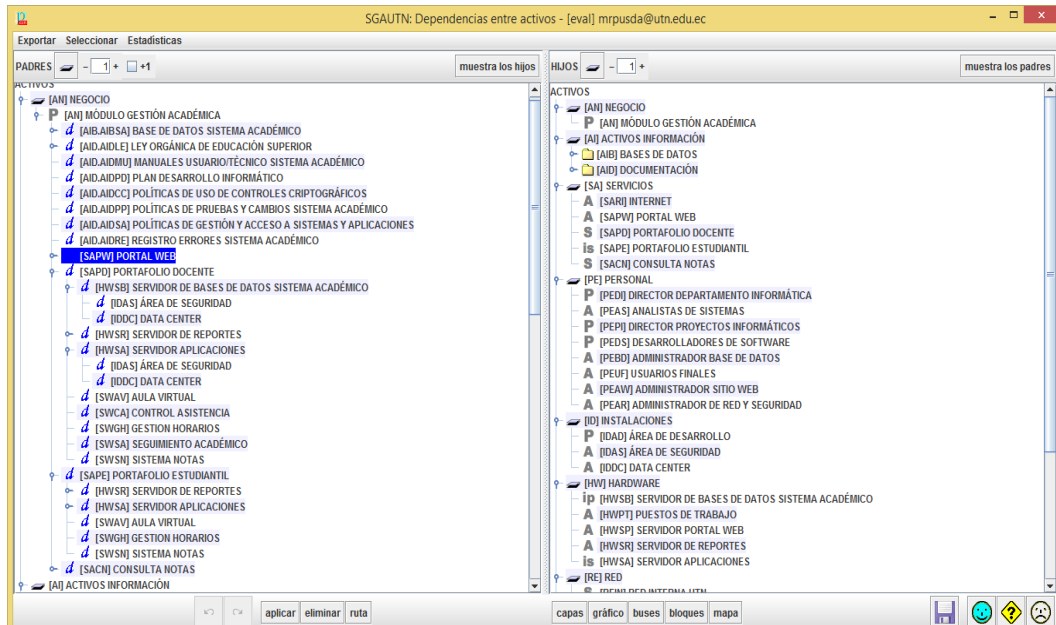 SGAUTN: Dependencias entre activos - [eval] mrpusda@utn.edu.ec
Exportar Seleccionar Estadísticas
PADRES - 1 + +1 muestra los hijos
ACTIVOS
[AN] NEGOCIO
P [AN] MÓDULO GESTIÓN ACADÉMICA
d [AIB.AIBSA] BASE DE DATOS SISTEMA ACADÉMICO
d [AID.AIDLE] LEY ORGÁNICA DE EDUCACIÓN SUPERIOR
d [AID.AIDMU] MANUALES USUARIO/TÉCNICO SISTEMA ACADÉMICO
d [AID.AIDPD] PLAN DESARROLLO INFORMÁTICO
d [AID.AIDCC] POLÍTICAS DE USO DE CONTROLES CRIPTOGRÁFICOS
d [AID.AIDPP] POLÍTICAS DE PRUEBAS Y CAMBIOS SISTEMA ACADÉMICO
d [AID.AIDSA] POLÍTICAS DE GESTIÓN Y ACCESO A SISTEMAS Y APLICACIONES
d [AID.AIDRE] REGISTRO ERRORES SISTEMA ACADÉMICO
[SAPW] PORTAL WEB
d [SAPD] PORTAFOLIO DOCENTE
d [HWSB] SERVIDOR DE BASES DE DATOS SISTEMA ACADÉMICO
d [IDAS] ÁREA DE SEGURIDAD
d [IDDC] DATA CENTER
d [HWSR] SERVIDOR DE REPORTES
d [HWSA] SERVIDOR APLICACIONES
d [IDAS] ÁREA DE SEGURIDAD
d [IDDC] DATA CENTER
d [SWAV] AULA VIRTUAL
d [SWCA] CONTROL ASISTENCIA
d [SWGH] GESTION HORARIOS
d [SWSA] SEGUIMIENTO ACADÉMICO
d [SWSN] SISTEMA NOTAS
d [SAPE] PORTAFOLIO ESTUDIANTIL
d [HWSR] SERVIDOR DE REPORTES
d [HWSA] SERVIDOR APLICACIONES
d [SWAV] AULA VIRTUAL
d [SWGH] GESTION HORARIOS
d [SWSN] SISTEMA NOTAS
d [SACN] CONSULTA NOTAS
[AI] ACTIVOS INFORMACIÓN
HIJOS - 1 + muestra los padres
ACTIVOS
[AN] NEGOCIO
P [AN] MÓDULO GESTIÓN ACADÉMICA
[AI] ACTIVOS INFORMACIÓN
[AIB] BASES DE DATOS
[AID] DOCUMENTACIÓN
[SA] SERVICIOS
A [SARI] INTERNET
A [SAPW] PORTAL WEB
S [SAPD] PORTAFOLIO DOCENTE
is [SAPE] PORTAFOLIO ESTUDIANTIL
S [SACN] CONSULTA NOTAS
[PE] PERSONAL
P [PEDI] DIRECTOR DEPARTAMENTO INFORMÁTICA
A [PEAS] ANALISTAS DE SISTEMAS
P [PEPI] DIRECTOR PROYECTOS INFORMÁTICOS
P [PEDS] DESARROLLADORES DE SOFTWARE
A [PEBD] ADMINISTRADOR BASE DE DATOS
A [PEUF] USUARIOS FINALES
A [PEAW] ADMINISTRADOR SITIO WEB
A [PEAR] ADMINISTRADOR DE RED Y SEGURIDAD
[ID] INSTALACIONES
P [IDAD] ÁREA DE DESARROLLO
A [IDAS] ÁREA DE SEGURIDAD
A [IDDC] DATA CENTER
[HW] HARDWARE
ip [HWSB] SERVIDOR DE BASES DE DATOS SISTEMA ACADÉMICO
A [HWPT] PUESTOS DE TRABAJO
A [HWSP] SERVIDOR PORTAL WEB
A [HWSR] SERVIDOR DE REPORTES
is [HWSA] SERVIDOR APLICACIONES
[RE] RED
S [REIN] RED INTERNA UTN
aplicar eliminar ruta
capas gráfico buses bloques mapa